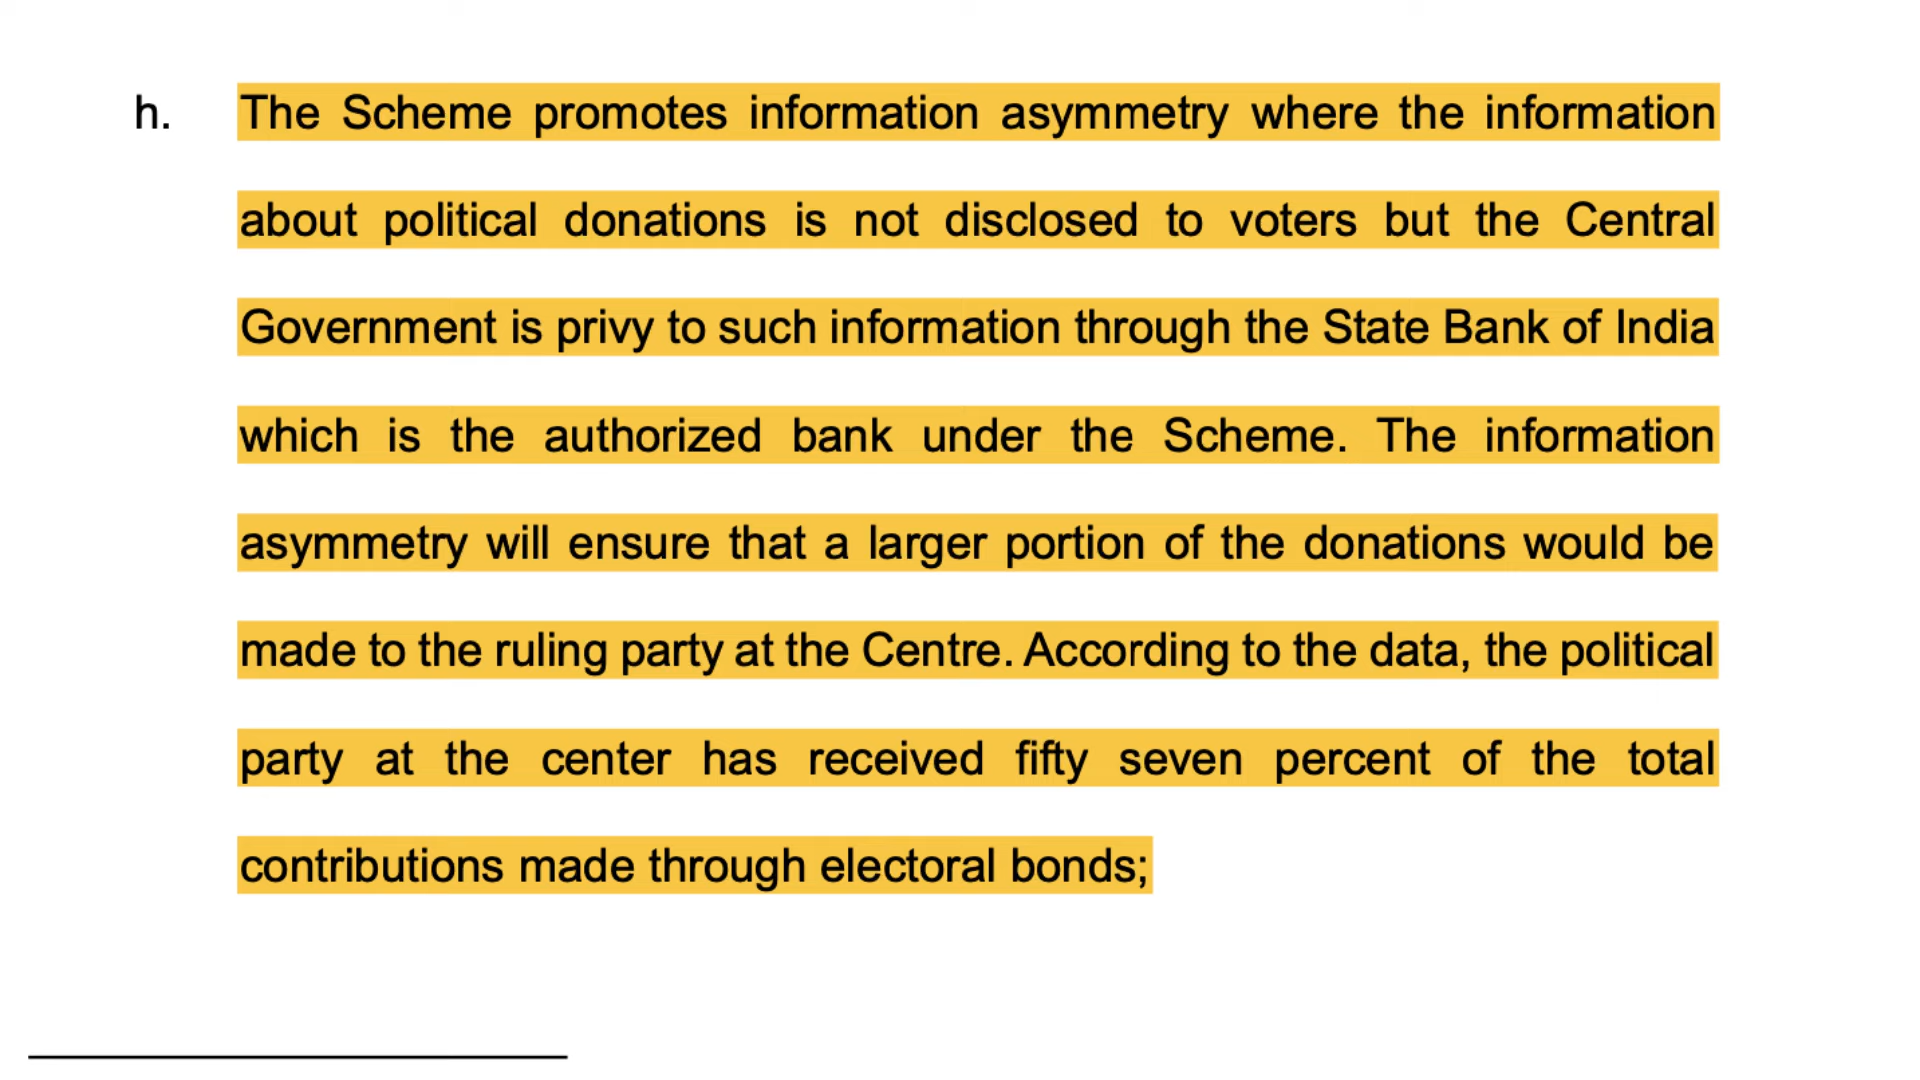 h. The Scheme promotes information asymmetry where the information
about political donations is not disclosed to voters but the Central
Government is privy to such information through the State Bank of India
which is the authorized bank under the Scheme. The information
asymmetry will ensure that a larger portion of the donations would be
made to the ruling party at the Centre. According to the data, the political
party at the center has received fifty seven percent of the total
contributions made through electoral bonds;